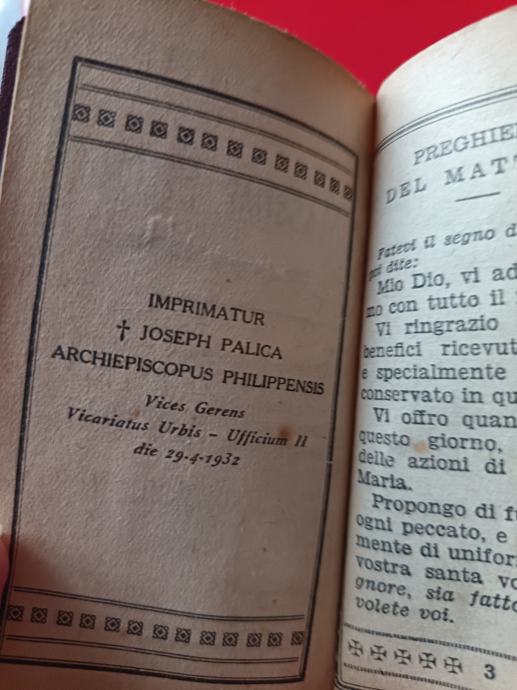 IMPRIMATUR
† JOSEPH PALICA
ARCHIEPISCOPUS PHILIPPENSIS
Vices Gerens
Vicariatus Urbis - Ufficium II
die 29-4-1932
PREGHIE
DEL MAT
Fatevi il segno d
poi dite:
Mio Dio, vi ad
mo con tutto il
Vi ringrazio
benefici ricevut
e specialmente
conservato in qu
Vi offro quan
questo giorno,
delle azioni di
Maria.
Propongo di f
ogni peccato, e
mente di unifor
vostra santa vo
gnore, sia fatto
volete voi.
3